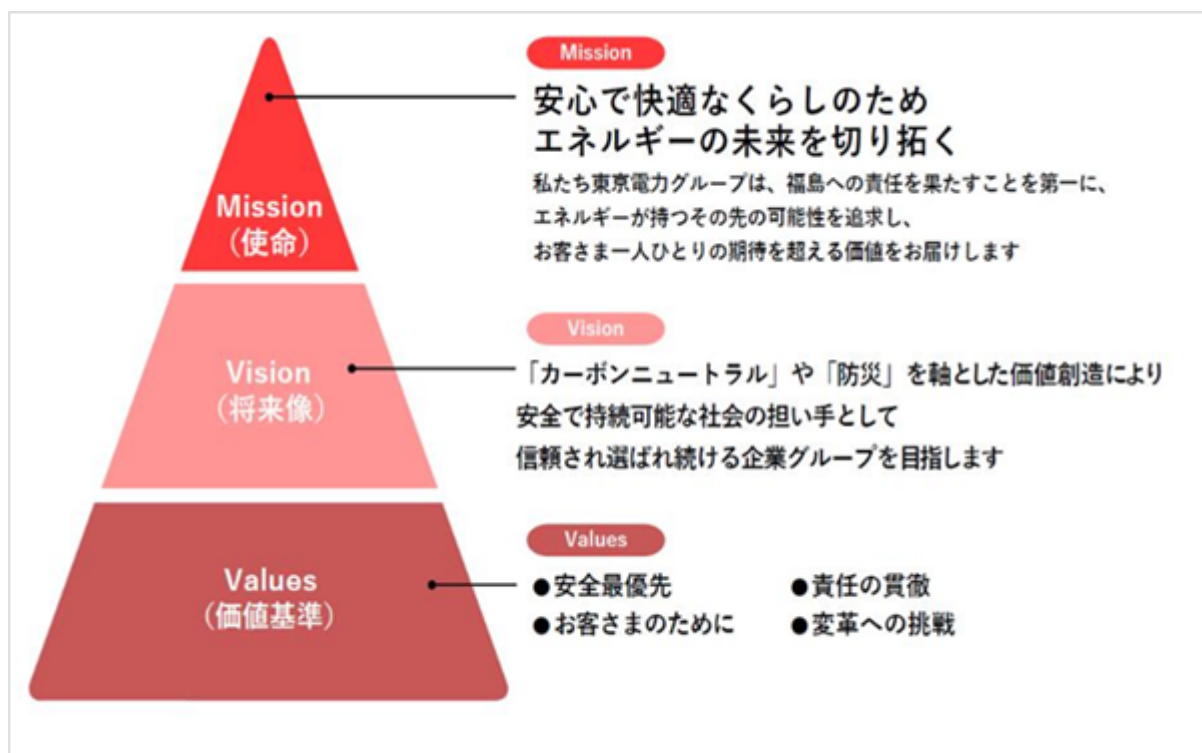 Mission
安心で快適なくらしのため
エネルギーの未来を切り拓く
私たち東京電力グループは、福島への責任を果たすことを第一に、
エネルギーが持つその先の可能性を追求し、
お客さま一人ひとりの期待を超える価値をお届けします
Mission
（使命）
Vision
「カーボンニュートラル」や「防災」を軸とした価値創造により
安全で持続可能な社会の担い手として
信頼され選ばれ続ける企業グループを目指します
Vision
（将来像）
Values
●安全最優先 ●責任の貫徹
●お客さまのために ●変革への挑戦
Values
（価値基準）